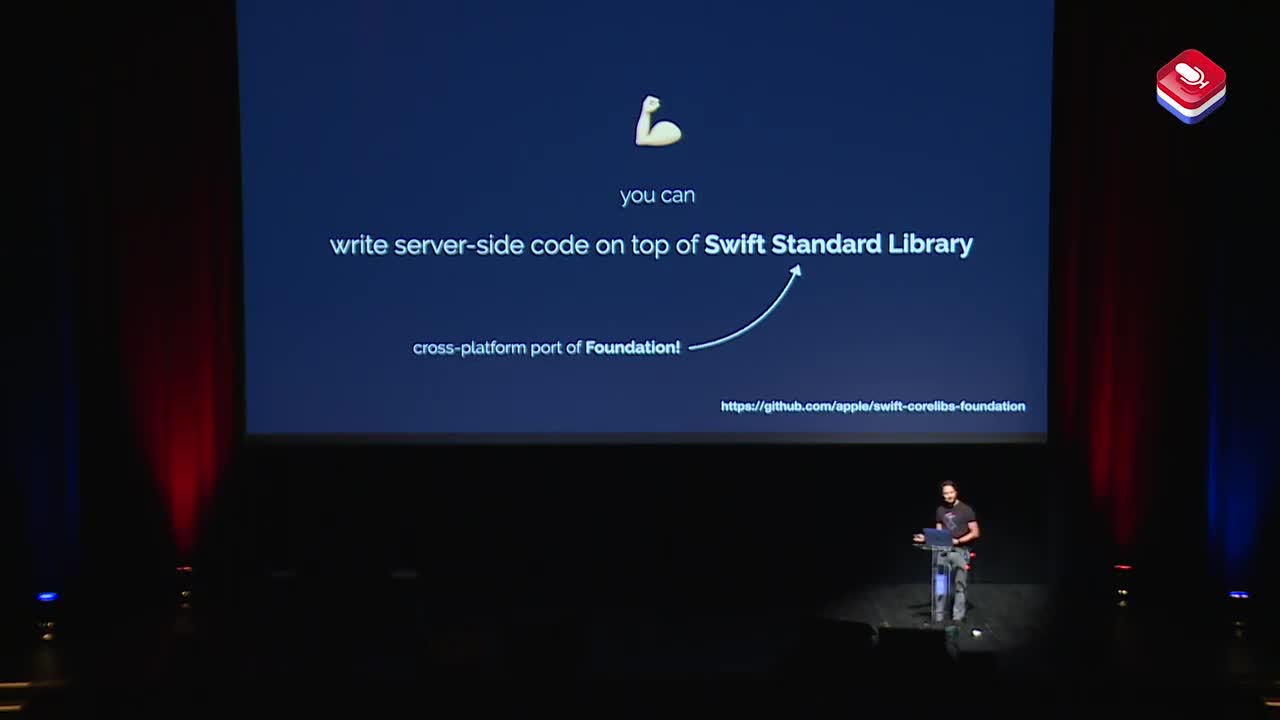 you can
write server-side code on top of Swift Standard Library
cross-platform port of Foundation!
https://github.com/apple/swift-corelibs-foundation